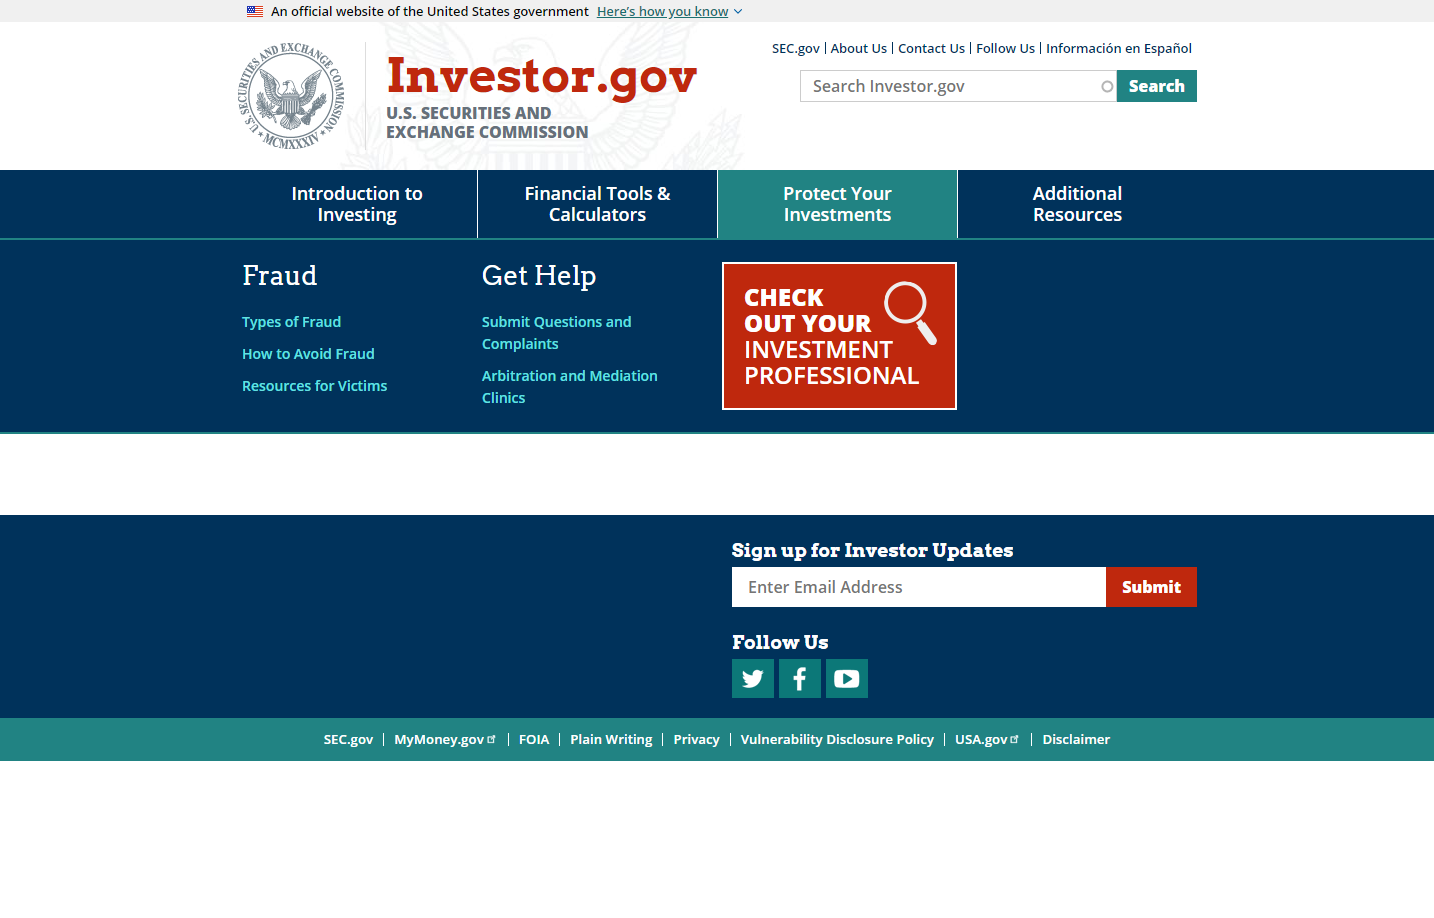 An official website of the United States government Here's how you know
SEC.gov About Us Contact Us Follow Us Información en Español
SECURITIES AND EXCHANGE COMMISSION
U.S.
MCMXXXIV
Investor.gov
U.S. SECURITIES AND
EXCHANGE COMMISSION
Search Investor.gov Search
Introduction to
Investing
Financial Tools &
Calculators
Protect Your
Investments
Additional
Resources
Fraud
Types of Fraud
How to Avoid Fraud
Resources for Victims
Get Help
Submit Questions and
Complaints
Arbitration and Mediation
Clinics
CHECK
OUT YOUR
INVESTMENT
PROFESSIONAL
Sign up for Investor Updates
Enter Email Address Submit
Follow Us
SEC.gov MyMoney.gov FOIA Plain Writing Privacy Vulnerability Disclosure Policy USA.gov Disclaimer